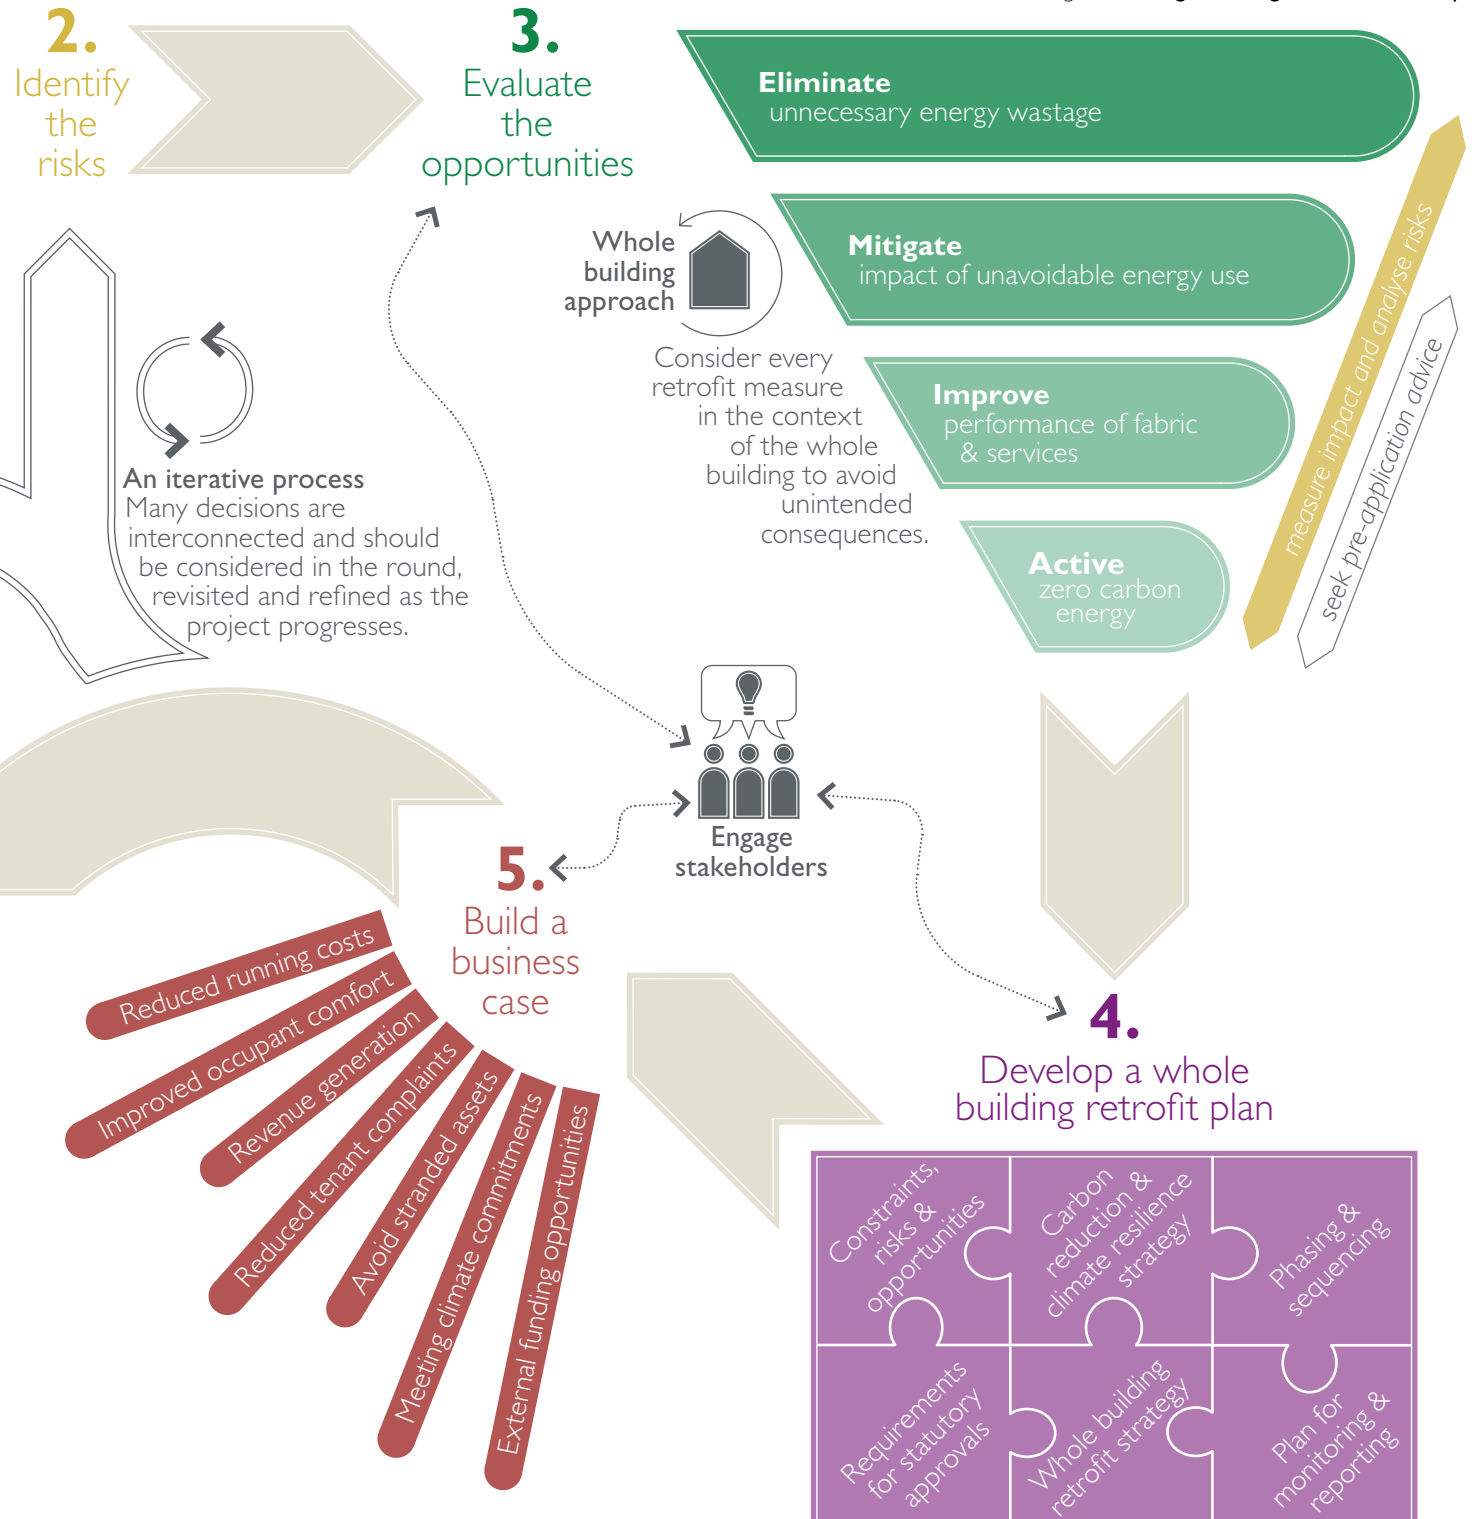 2.
Identify
the
risks
3.
Evaluate
the
opportunities
Eliminate
unnecessary energy wastage
Mitigate
impact of unavoidable energy use
Improve
performance of fabric
& services
Active
zero carbon
energy
measure impact and analyse risks
seek pre-application advice
Whole
building
approach
Consider every
retrofit measure
in the context
of the whole
building to avoid
unintended
consequences.
An iterative process
Many decisions are
interconnected and should
be considered in the round,
revisited and refined as the
project progresses.
Engage
stakeholders
4.
Develop a whole
building retrofit plan
Constraints,
risks &
opportunities
Carbon
reduction &
climate resilience
strategy
Phasing &
sequencing
Requirements
for statutory
approvals
Whole building
retrofit strategy
Plan for
monitoring &
reporting
5.
Build a
business
case
Reduced running costs
Improved occupant comfort
Revenue generation
Reduced tenant complaints
Avoid stranded assets
Meeting climate commitments
External funding opportunities